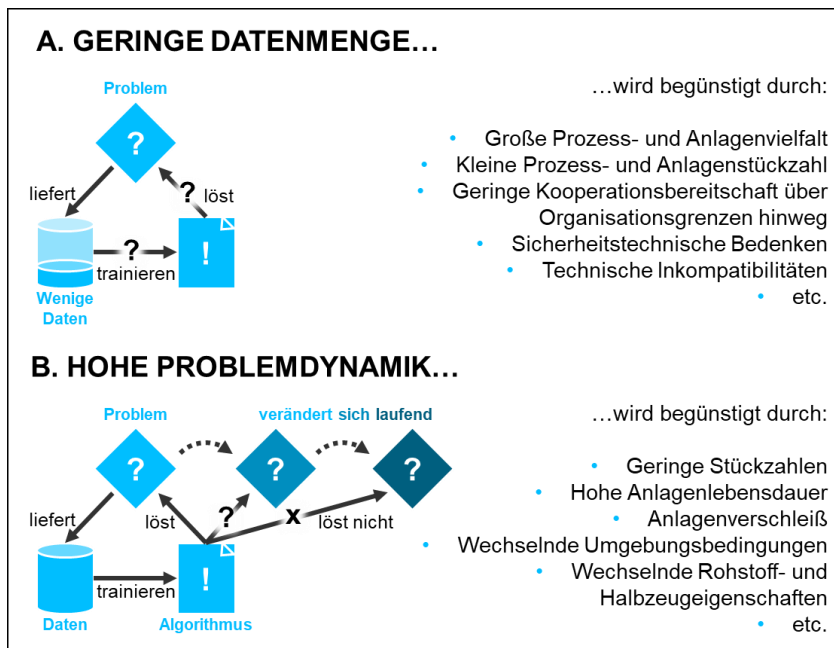 A. GERINGE DATENMENGE…
Problem
?
liefert
?
löst
?
trainieren
!
Wenige
Daten
…wird begünstigt durch:
• Große Prozess- und Anlagenvielfalt
• Kleine Prozess- und Anlagenstückzahl
• Geringe Kooperationsbereitschaft über
Organisationsgrenzen hinweg
• Sicherheitstechnische Bedenken
• Technische Inkompatibilitäten
• etc.
B. HOHE PROBLEMDYNAMIK…
Problem
verändert sich laufend
?
?
?
liefert
löst
?
x
löst nicht
trainieren
!
Daten
Algorithmus
…wird begünstigt durch:
• Geringe Stückzahlen
• Hohe Anlagenlebensdauer
• Anlagenverschleiß
• Wechselnde Umgebungsbedingungen
• Wechselnde Rohstoff- und
Halbzeugeigenschaften
• etc.